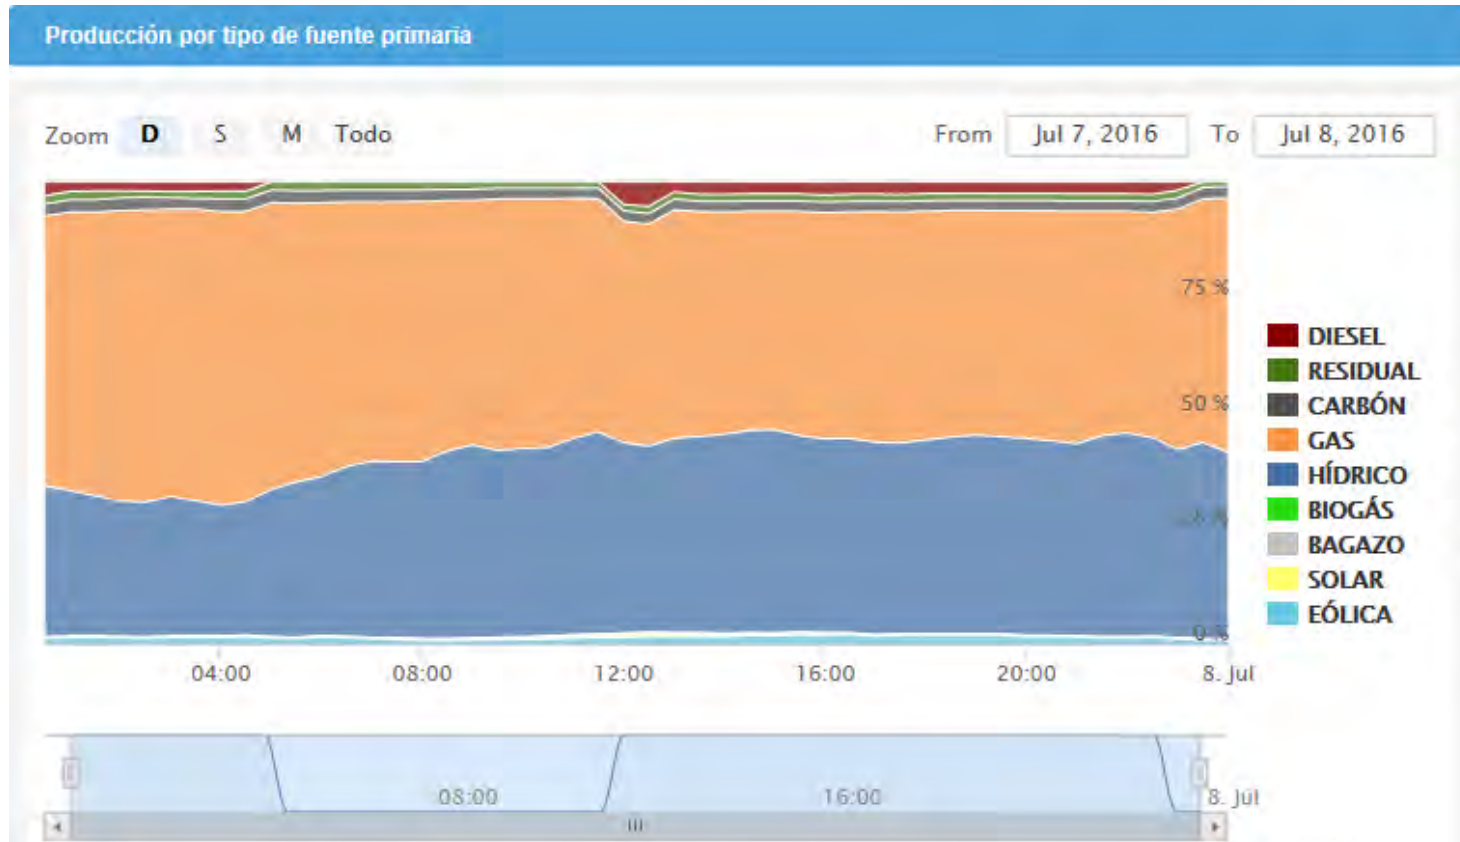 Producción por tipo de fuente primaria
Zoom D S M Todo From Jul 7, 2016 To Jul 8, 2016
75 %
50 %
0 %
DIESEL
RESIDUAL
CARBÓN
GAS
HÍDRICO
BIOGÁS
BAGAZO
SOLAR
EÓLICA
04:00 08:00 12:00 16:00 20:00 8. Jul
08:00 16:00 8. Jul